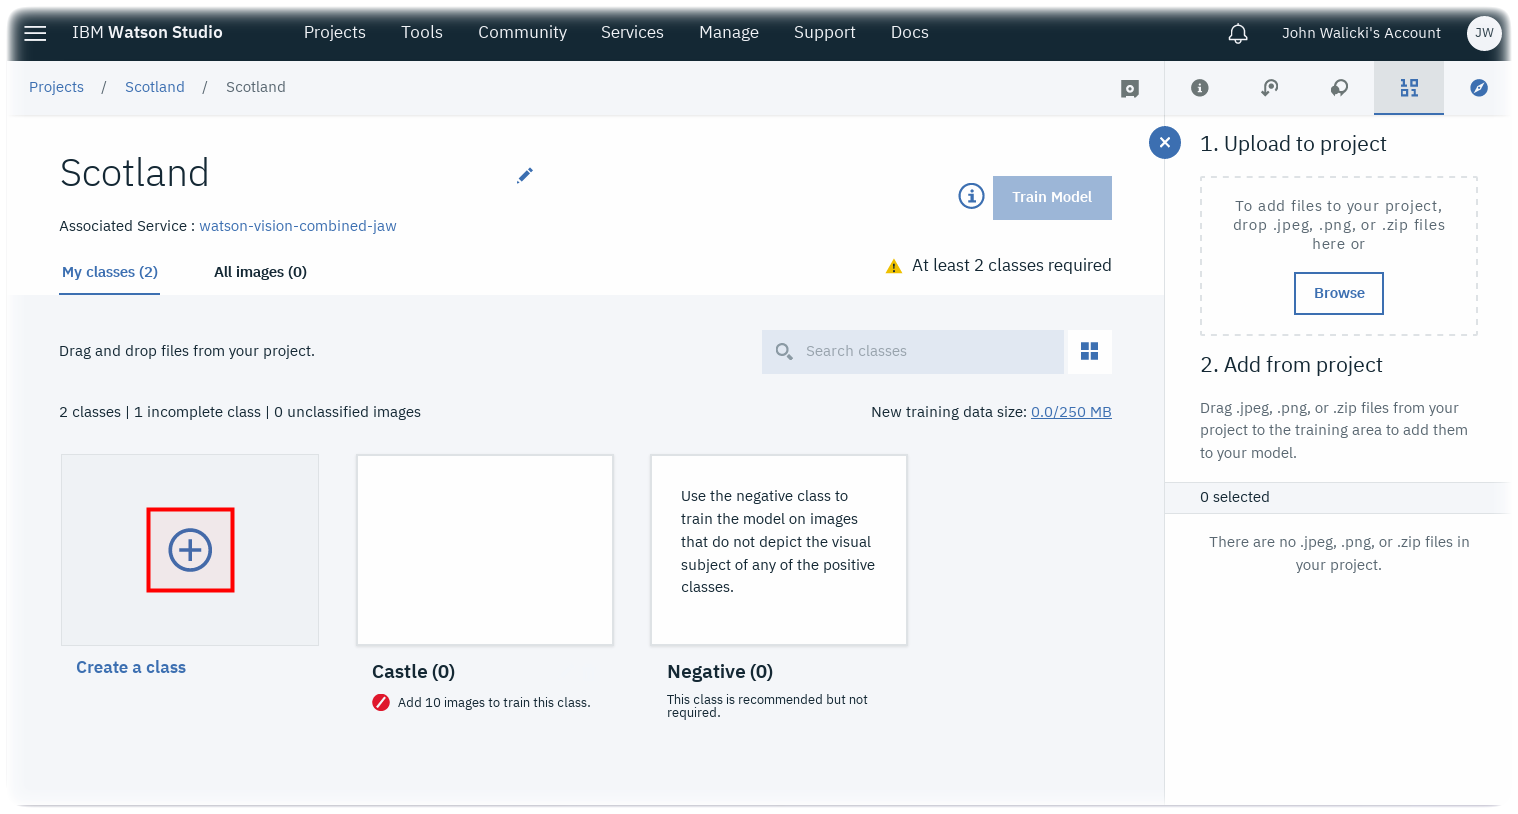 IBM Watson Studio
Projects
Tools
Community
Services
Manage
Support
Docs
John Walicki's Account
JW
Projects / Scotland / Scotland
Scotland
Train Model
Associated Service : watson-vision-combined-jaw
My classes (2)
All images (0)
At least 2 classes required
Drag and drop files from your project.
Search classes
2 classes | 1 incomplete class | 0 unclassified images
New training data size: 0.0/250 MB
Create a class
Castle (0)
Add 10 images to train this class.
Use the negative class to
train the model on images
that do not depict the visual
subject of any of the positive
classes.
Negative (0)
This class is recommended but not
required.
1. Upload to project
To add files to your project,
drop .jpeg, .png, or .zip files
here or
Browse
2. Add from project
Drag .jpeg, .png, or .zip files from your
project to the training area to add them
to your model.
0 selected
There are no .jpeg, .png, or .zip files in
your project.